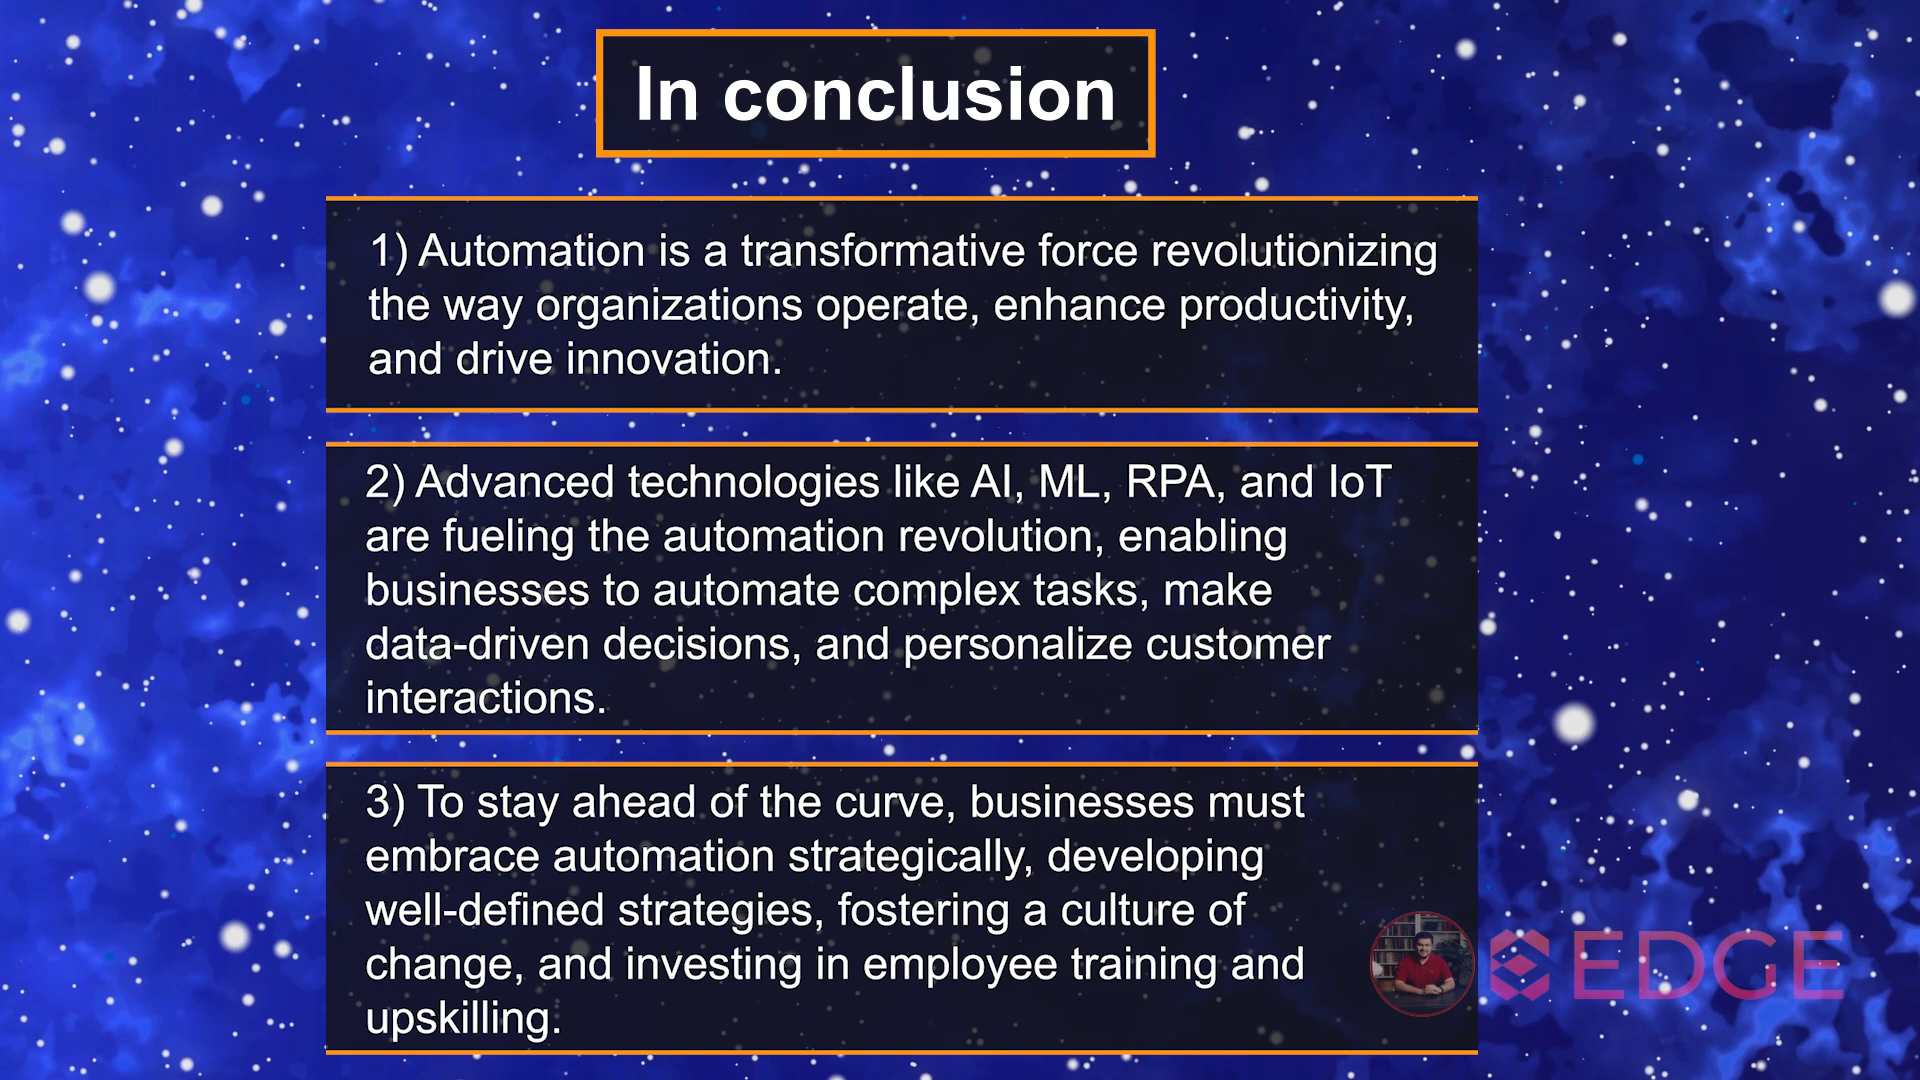 In conclusion
1) Automation is a transformative force revolutionizing
the way organizations operate, enhance productivity,
and drive innovation.
2) Advanced technologies like AI, ML, RPA, and IoT
are fueling the automation revolution, enabling
businesses to automate complex tasks, make
data-driven decisions, and personalize customer
interactions.
3) To stay ahead of the curve, businesses must
embrace automation strategically, developing
well-defined strategies, fostering a culture of
change, and investing in employee training and
upskilling.
EDGE